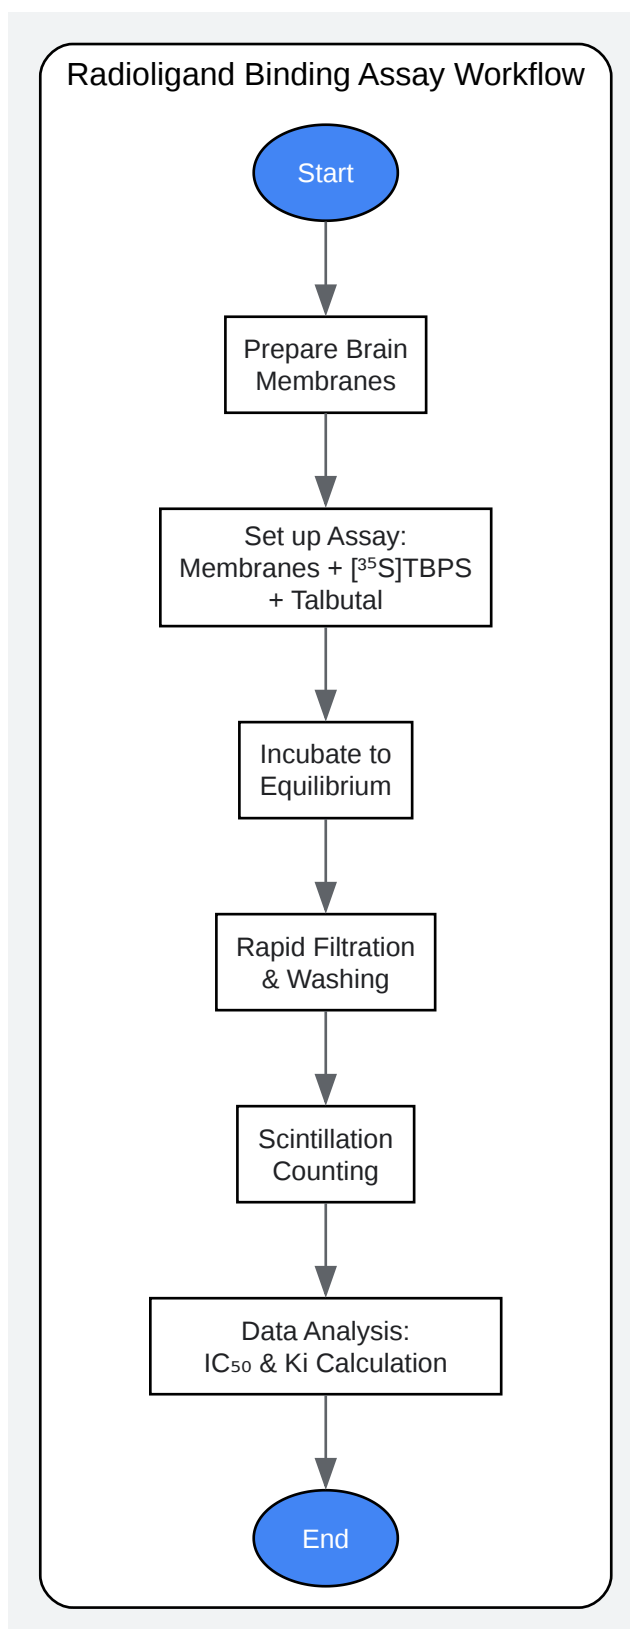 Radioligand Binding Assay Workflow
Start
Prepare Brain
Membranes
Set up Assay:
Membranes + [³⁵S]TBPS
+ Talbutal
Incubate to
Equilibrium
Rapid Filtration
& Washing
Scintillation
Counting
Data Analysis:
IC₅₀ & Ki Calculation
End